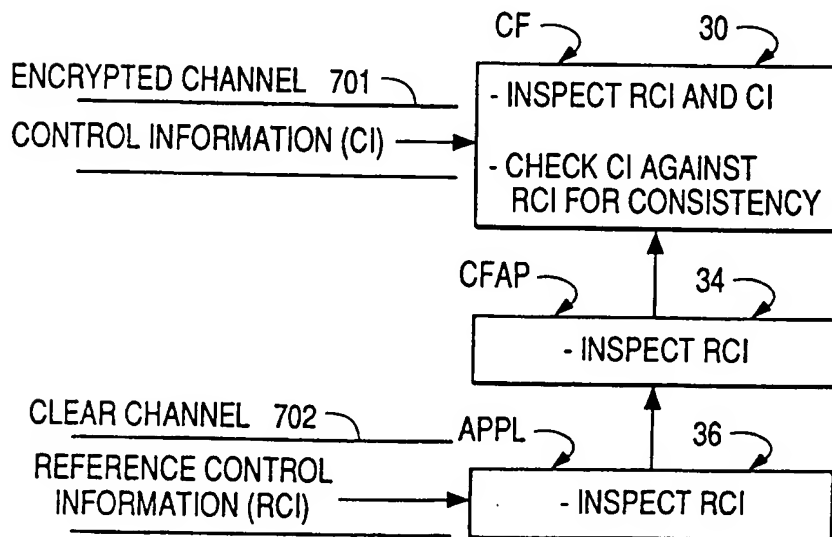 CF 30
ENCRYPTED CHANNEL 701
CONTROL INFORMATION (CI)
- INSPECT RCI AND CI
- CHECK CI AGAINST
RCI FOR CONSISTENCY
CFAP 34
- INSPECT RCI
CLEAR CHANNEL 702
REFERENCE CONTROL
INFORMATION (RCI)
APPL 36
- INSPECT RCI